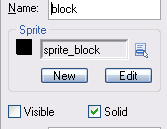 Name: block
Sprite
sprite_block
New Edit
Visible Solid